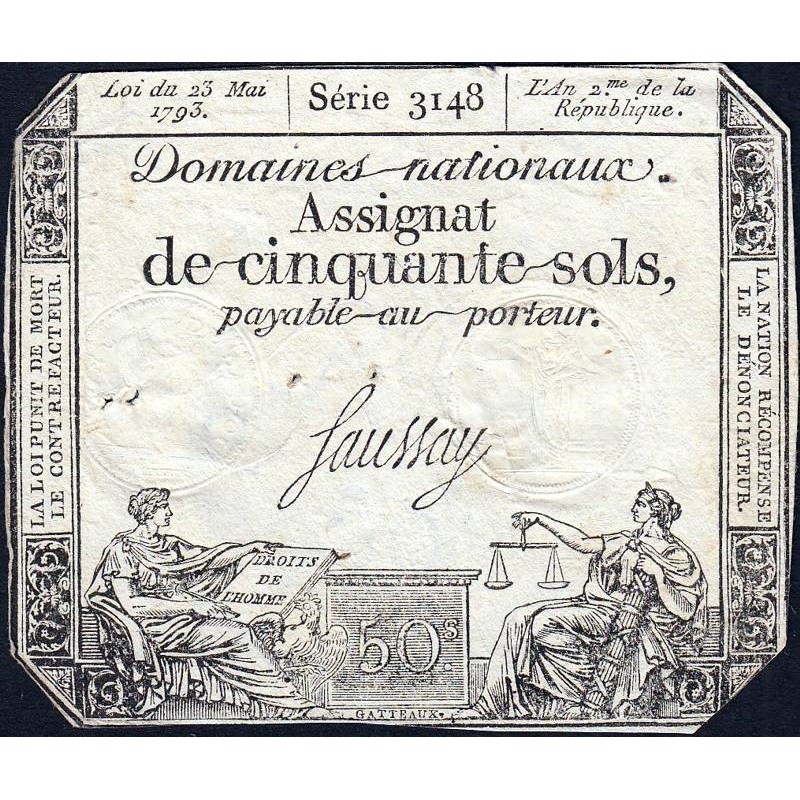 Loi du 23 Mai
1793.
Série 3148
L'An 2.me de la
République.
Domaines nationaux.
Assignat
de cinquante sols,
payable au porteur.
LA LOI PUNIT DE MORT
LE CONTREFACTEUR.
LA NATION RÉCOMPENSE
LE DÉNONCIATEUR.
Saussay
DROITS
DE
L'HOMME
50.s
GATTEAUX.